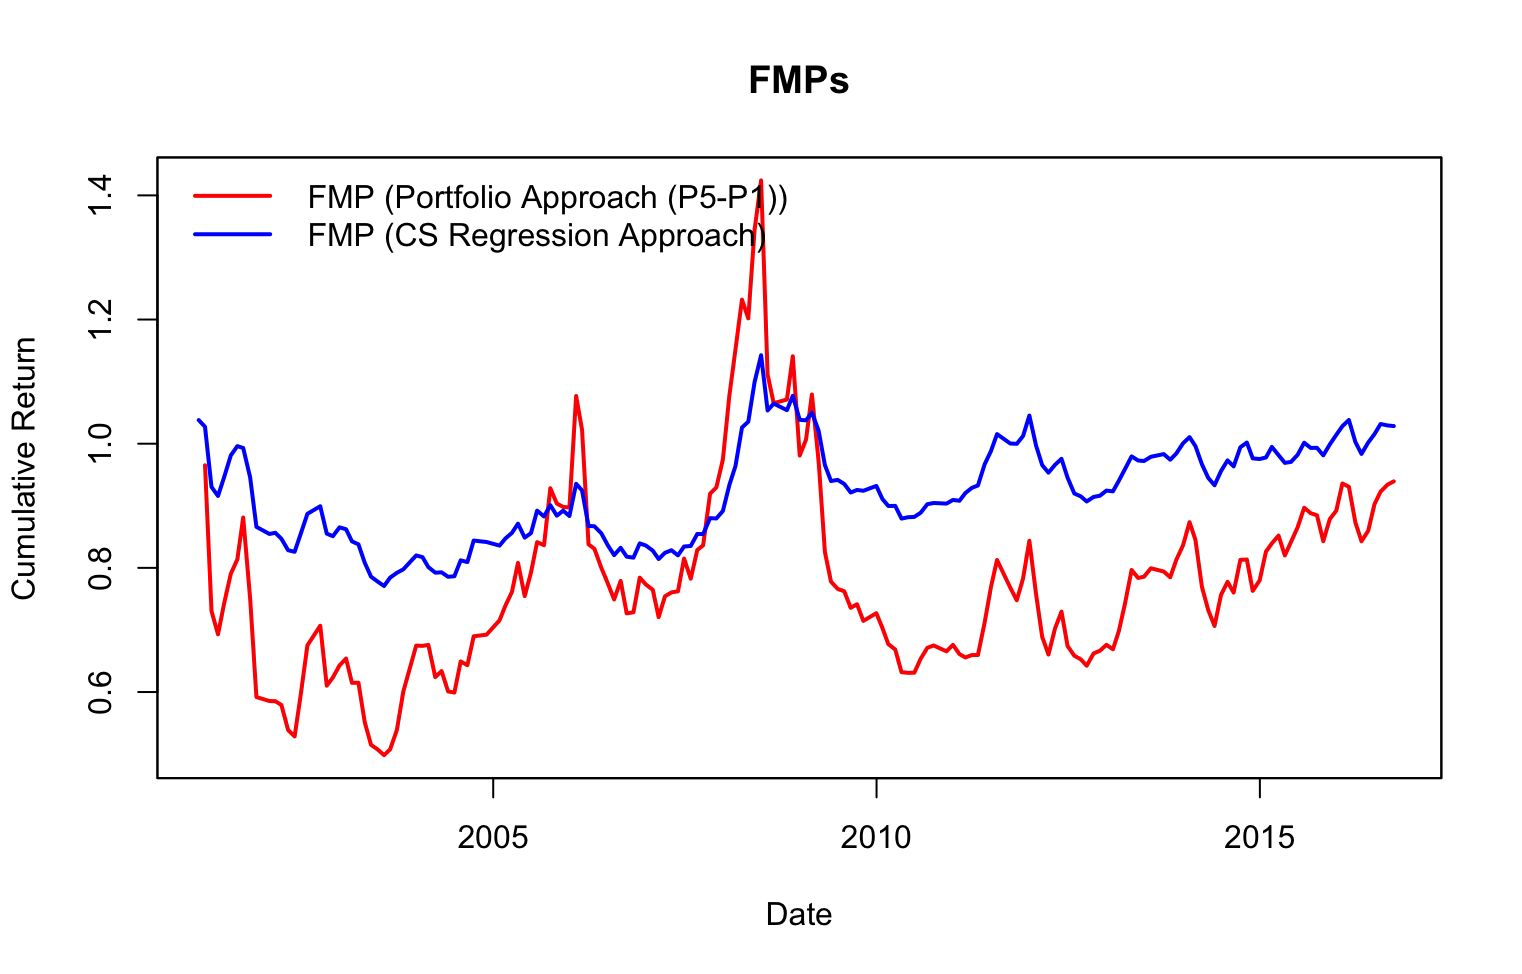 FMPs
FMP (Portfolio Approach (P5-P1))
FMP (CS Regression Approach)
Cumulative Return
1.4
1.2
1.0
0.8
0.6
2005 2010 2015
Date